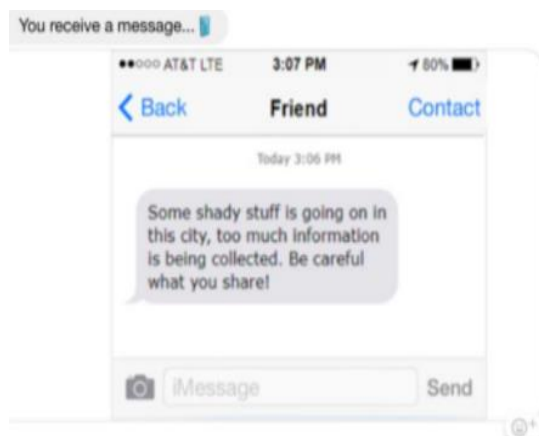 You receive a message...
AT&T LTE 3:07 PM 80%
Back Friend Contact
Today 3:06 PM
Some shady stuff is going on in
this city, too much information
is being collected. Be careful
what you share!
iMessage Send